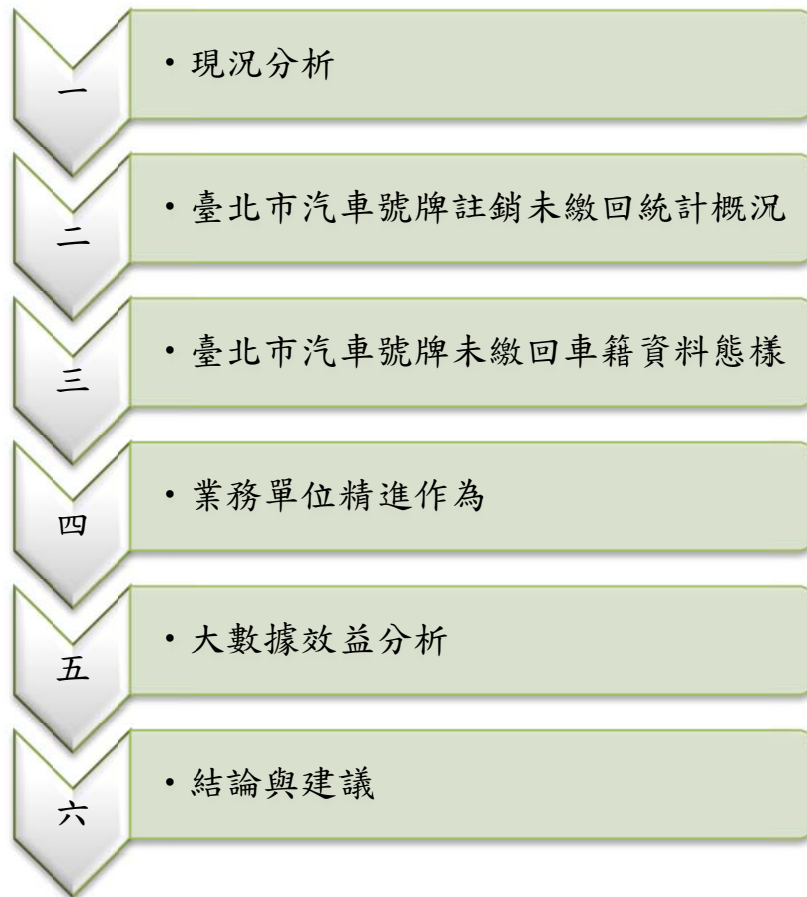 一
• 現況分析
二
• 臺北市汽車號牌註銷未繳回統計概況
三
• 臺北市汽車號牌未繳回車籍資料態樣
四
• 業務單位精進作為
五
• 大數據效益分析
六
• 結論與建議